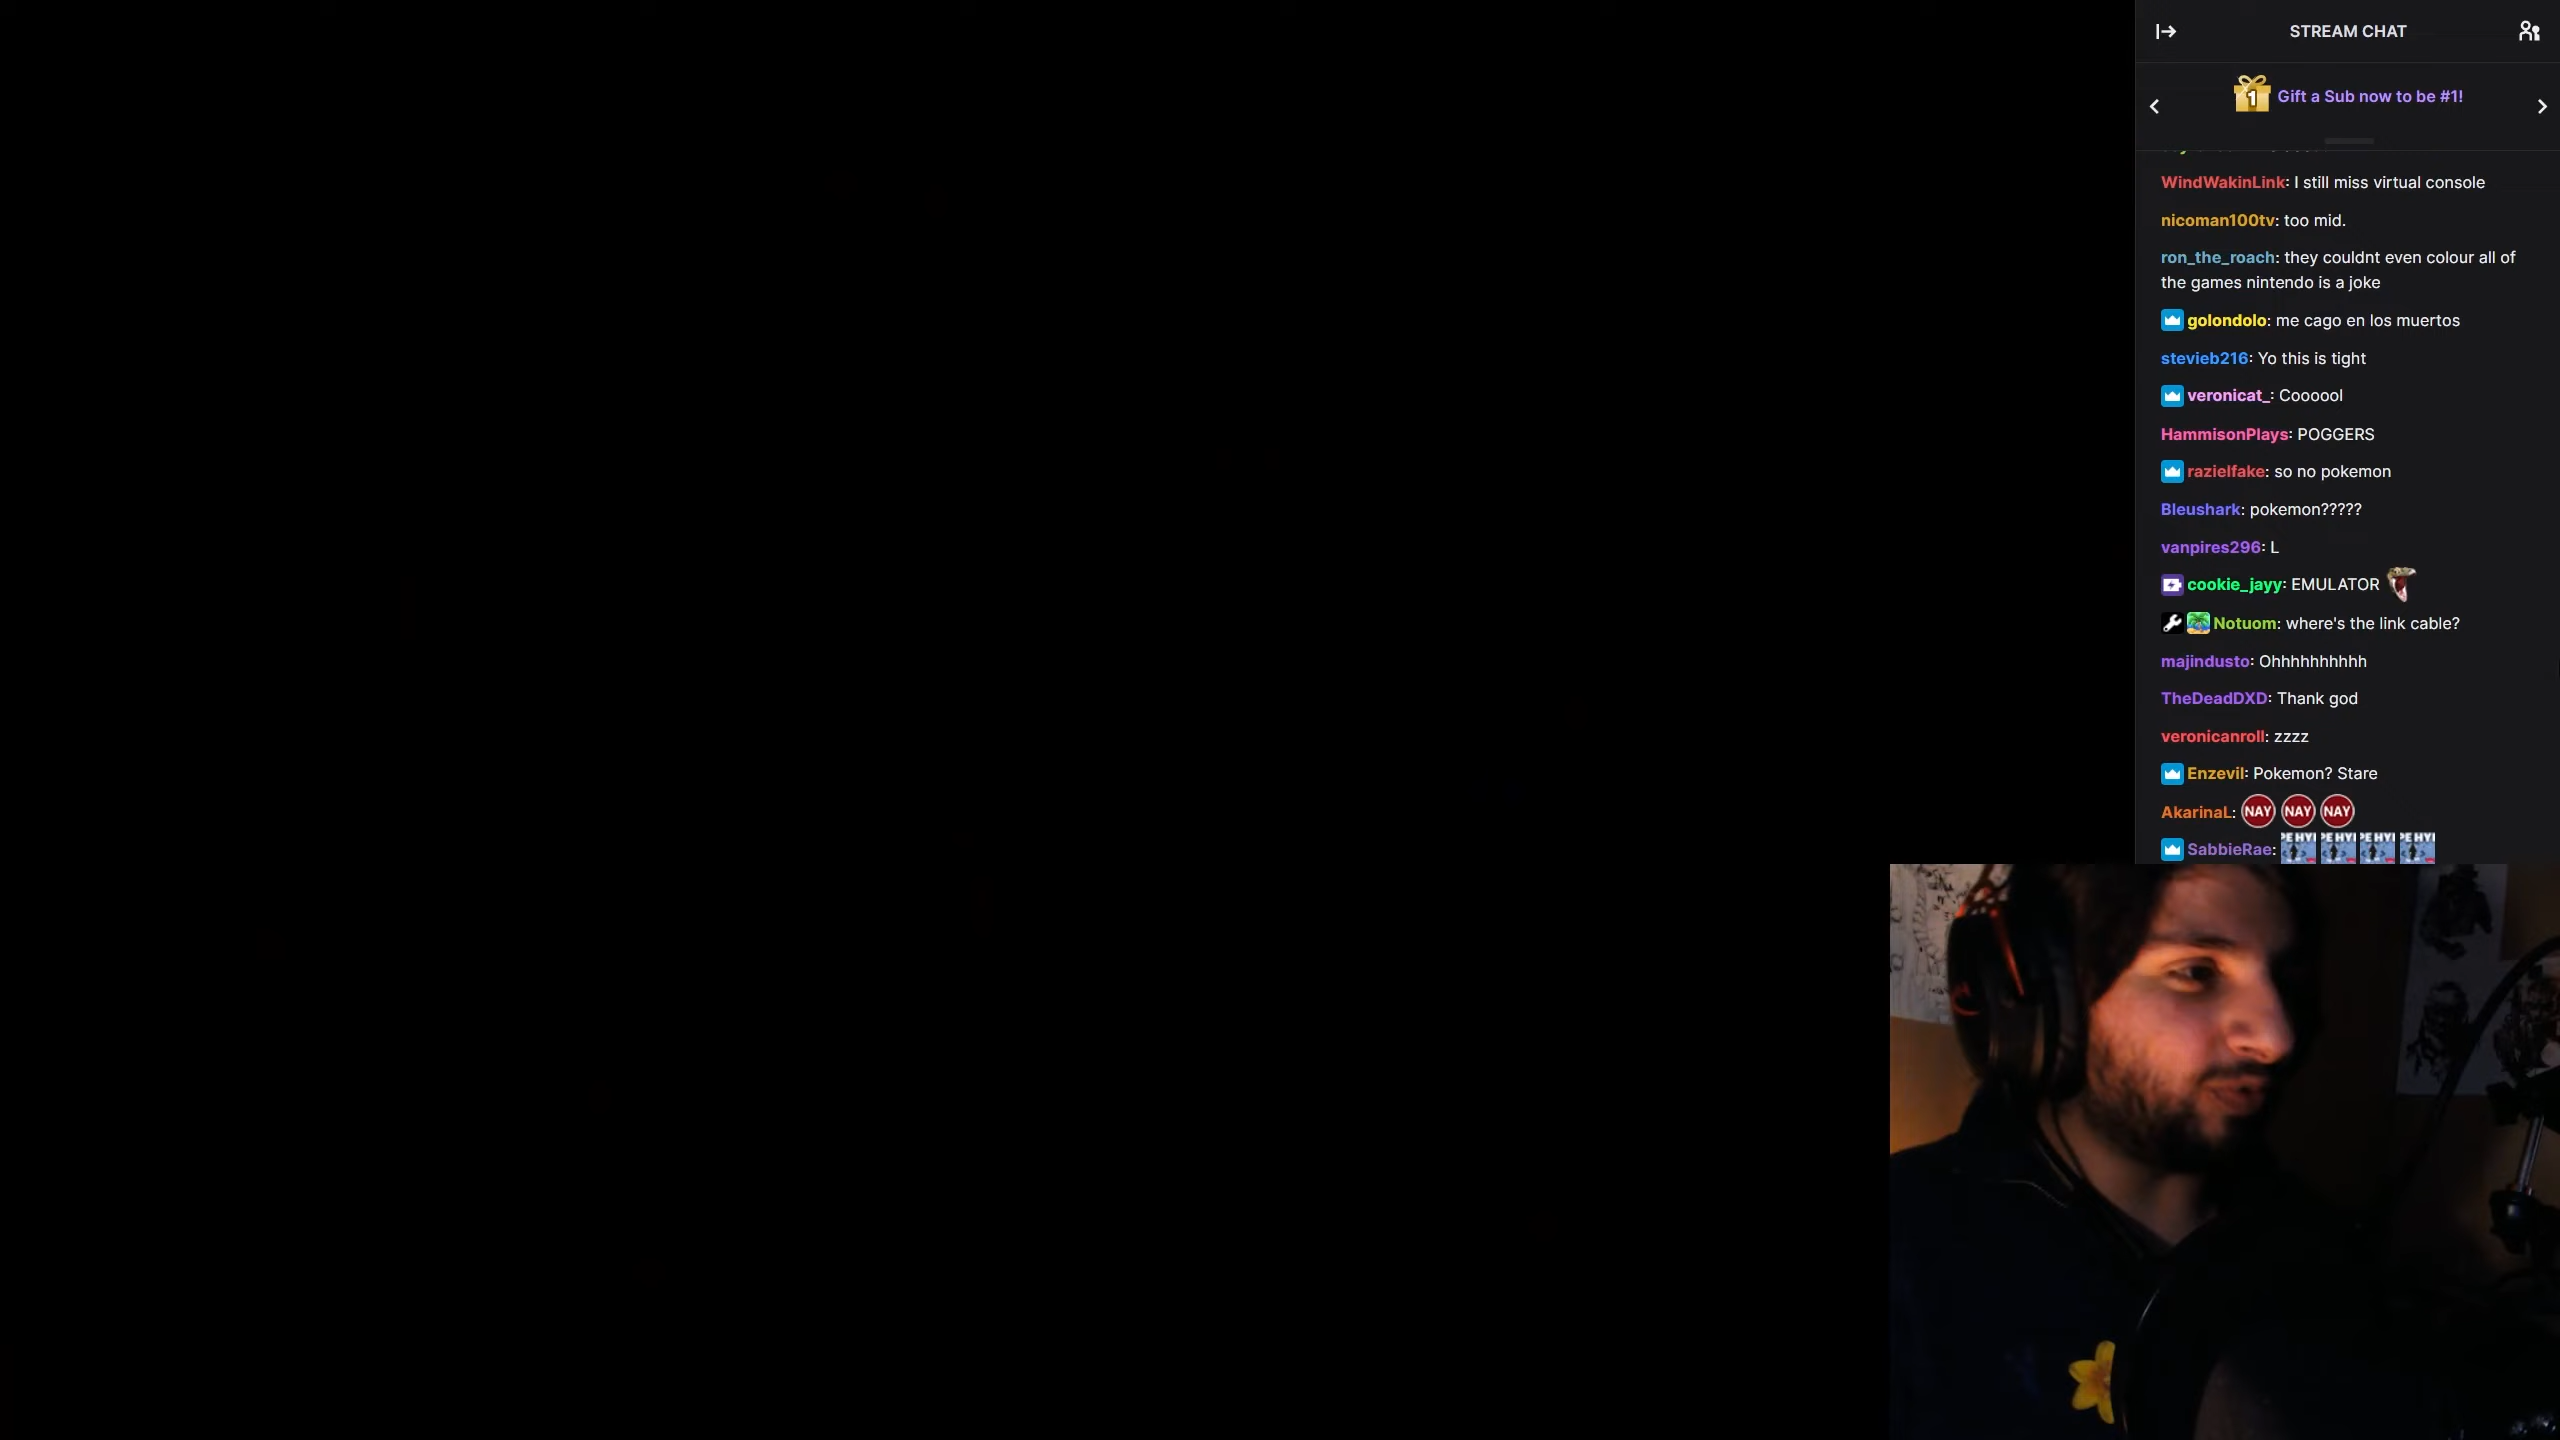 STREAM CHAT
1 Gift a Sub now to be #1!
WindWakinLink: I still miss virtual console
nicoman100tv: too mid.
ron_the_roach: they couldnt even colour all of
the games nintendo is a joke
golondolo: me cago en los muertos
stevieb216: Yo this is tight
veronicat_: Coooool
HammisonPlays: POGGERS
razielfake: so no pokemon
Bleushark: pokemon?????
vanpires296: L
cookie_jayy: EMULATOR
Notuom: where's the link cable?
majindusto: Ohhhhhhhhhh
TheDeadDXD: Thank god
veronicanroll: zzzz
Enzevil: Pokemon? Stare
AkarinaL: NAY NAY NAY
SabbieRae: